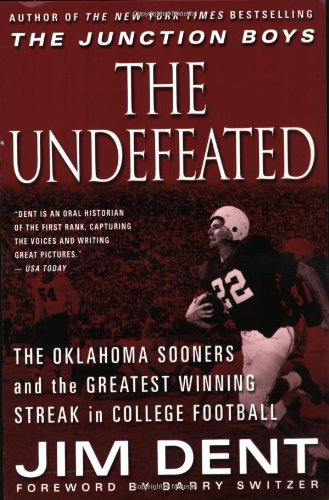 AUTHOR OF THE NEW YORK TIMES BESTSELLING
THE JUNCTION BOYS
THE
UNDEFEATED
"DENT IS AN ORAL HISTORIAN
OF THE FIRST RANK, CAPTURING
THE VOICES AND WRITING
GREAT PICTURES."
— USA TODAY
54
22
THE OKLAHOMA SOONERS
and the GREATEST WINNING
STREAK in COLLEGE FOOTBALL
JIM DENT
FOREWORD BY BARRY SWITZER